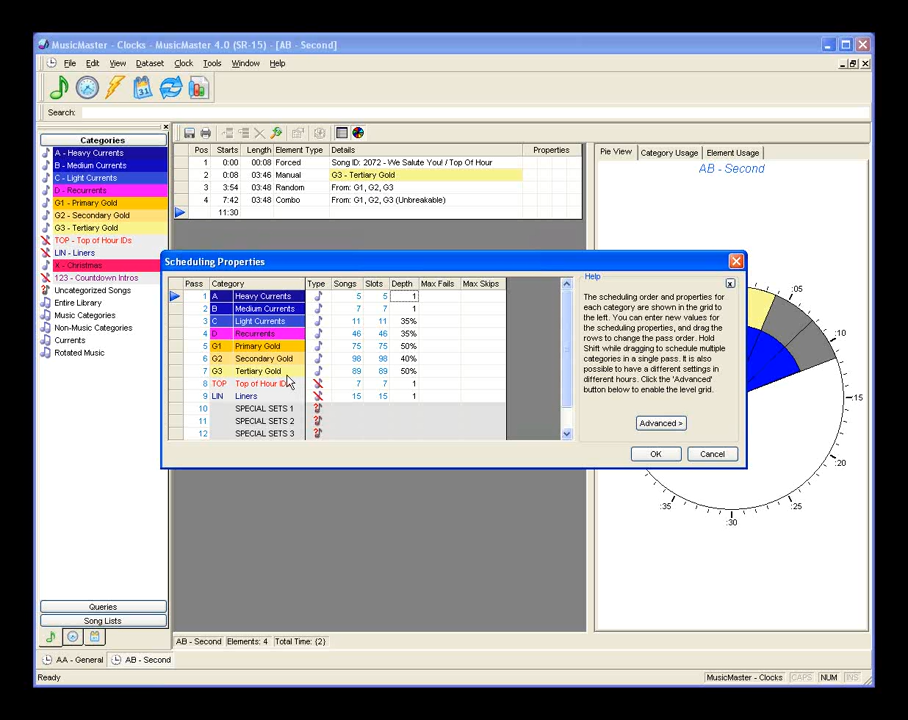 MusicMaster - Clocks - MusicMaster 4.0 (SR-15) - [AB - Second]
File Edit View Dataset Clock Tools Window Help
31
Search:
Categories
A - Heavy Currents
B - Medium Currents
C - Light Currents
D - Recurrents
G1 - Primary Gold
G2 - Secondary Gold
G3 - Tertiary Gold
TOP - Top of Hour IDs
LIN - Liners
X - Christmas
123 - Countdown Intros
Uncategorized Songs
Entire Library
Music Categories
Non-Music Categories
Currents
Rotated Music
Queries
Song Lists
Pos Starts Length Element Type Details Properties
1 0:00 00:08 Forced Song ID: 2072 - We Salute You! / Top Of Hour
2 0:08 03:46 Manual G3 - Tertiary Gold
3 3:54 03:48 Random From: G1, G2, G3
4 7:42 03:48 Combo From: G1, G2, G3 (Unbreakable)
11:30
Pie View Category Usage Element Usage
AB - Second
:05
:10
:15
:20
:30
:35
Scheduling Properties
Pass Category Type Songs Slots Depth Max Fails Max Skips
1 A Heavy Currents 5 5 1
2 B Medium Currents 7 7 1
3 C Light Currents 11 11 35%
4 D Recurrents 46 46 35%
5 G1 Primary Gold 75 75 50%
6 G2 Secondary Gold 98 98 40%
7 G3 Tertiary Gold 89 89 50%
8 TOP Top of Hour IDs 7 7 1
9 LIN Liners 15 15 1
10 SPECIAL SETS 1
11 SPECIAL SETS 2
12 SPECIAL SETS 3
Help
The scheduling order and properties for
each category are shown in the grid to
the left. You can enter new values for
the scheduling properties, and drag the
rows to change the pass order. Hold
Shift while dragging to schedule multiple
categories in a single pass. It is also
possible to have a different settings in
different hours. Click the 'Advanced'
button below to enable the level grid.
Advanced >
OK Cancel
AB - Second Elements: 4 Total Time: {2}
AA - General AB - Second
Ready MusicMaster - Clocks CAPS NUM INS